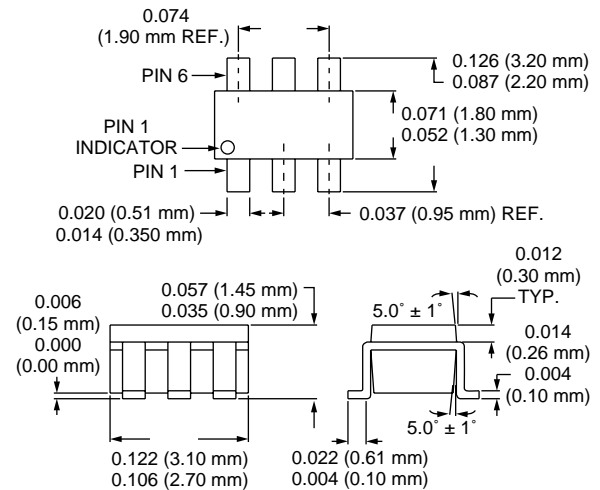 0.074
(1.90 mm REF.)
PIN 6
0.126 (3.20 mm)
0.087 (2.20 mm)
0.071 (1.80 mm)
0.052 (1.30 mm)
PIN 1
INDICATOR
PIN 1
0.020 (0.51 mm)
0.014 (0.350 mm)
0.037 (0.95 mm) REF.
0.006
(0.15 mm)
0.000
(0.00 mm)
0.057 (1.45 mm)
0.035 (0.90 mm)
0.122 (3.10 mm)
0.106 (2.70 mm)
5.0° ± 1°
0.012
(0.30 mm)
TYP.
0.014
(0.26 mm)
0.004
(0.10 mm)
5.0° ± 1°
0.022 (0.61 mm)
0.004 (0.10 mm)